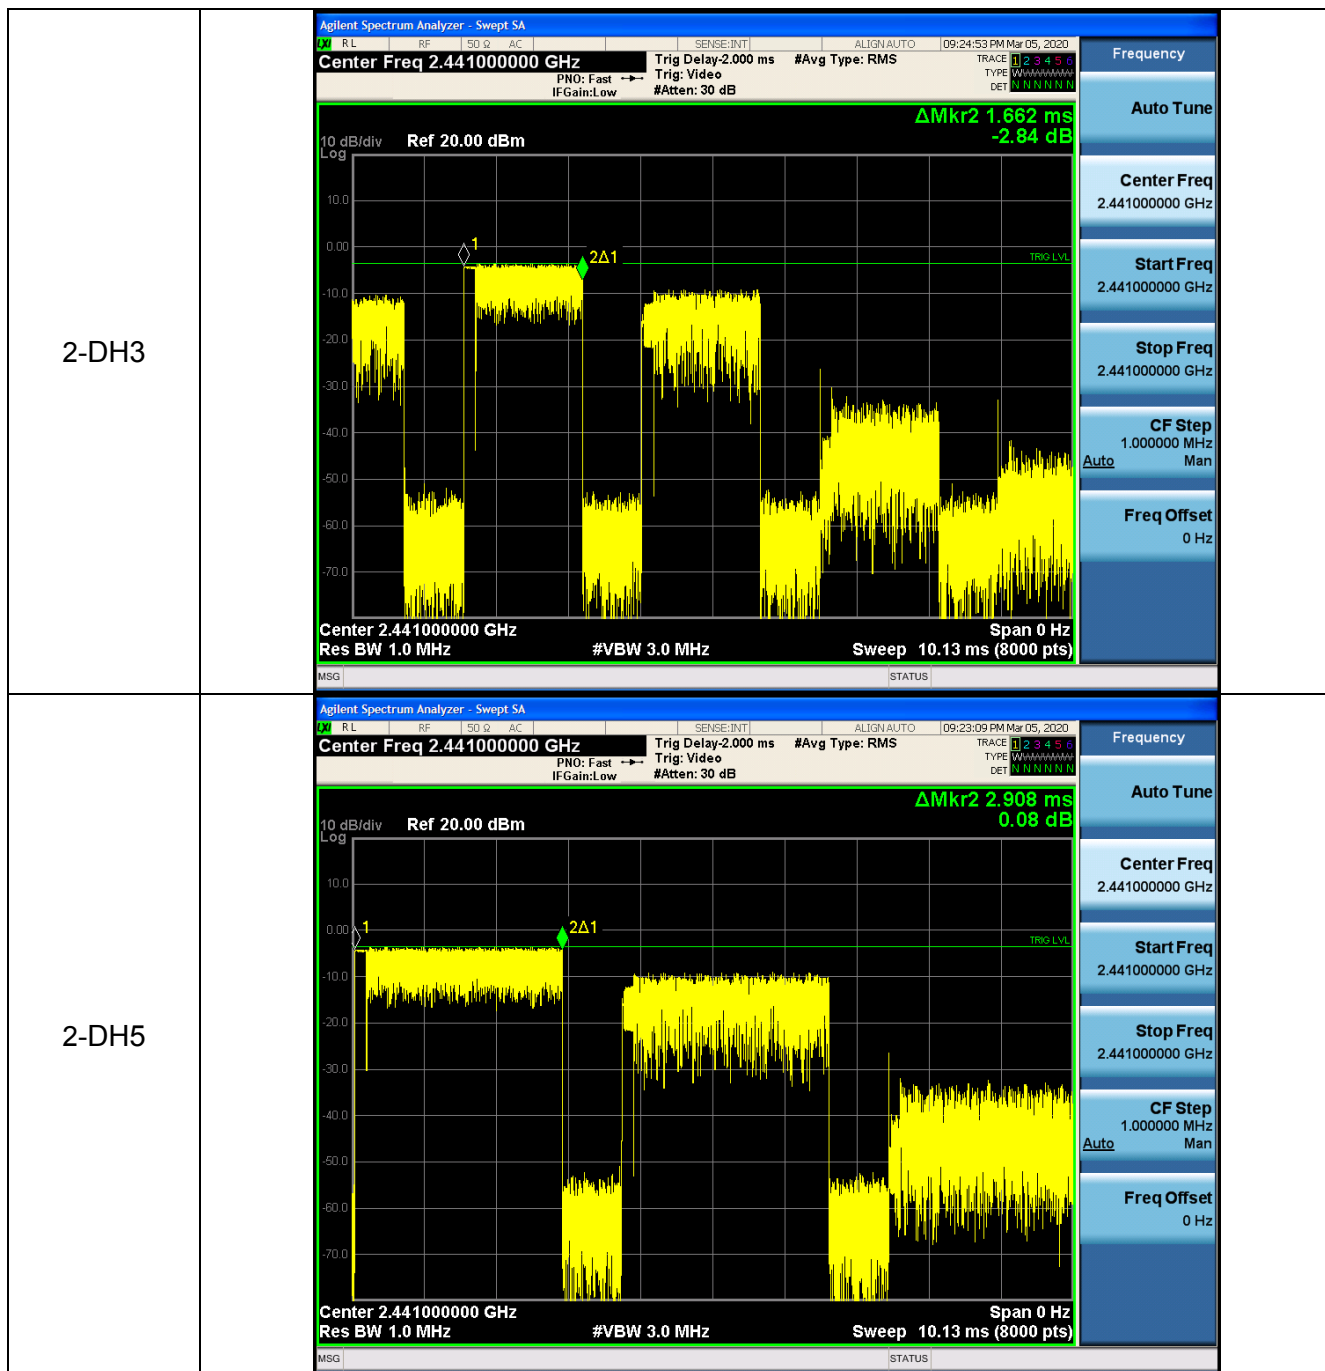 2-DH3
Agilent Spectrum Analyzer - Swept SA
LXI RL RF 50 Ω AC SENSE:INT ALIGN AUTO 09:24:53 PM Mar 05, 2020
Center Freq 2.441000000 GHz
PNO: Fast
IFGain:Low
Trig Delay-2.000 ms
Trig: Video
#Atten: 30 dB
#Avg Type: RMS
TRACE 1 2 3 4 5 6
TYPE W
DET N N N N N N
ΔMkr2 1.662 ms
-2.84 dB
10 dB/div Ref 20.00 dBm
Log
10.0
0.00
-10.0
-20.0
-30.0
-40.0
-50.0
-60.0
-70.0
1
2Δ1
TRIG LVL
Center 2.441000000 GHz Span 0 Hz
Res BW 1.0 MHz #VBW 3.0 MHz Sweep 10.13 ms (8000 pts)
MSG STATUS
Frequency
Auto Tune
Center Freq
2.441000000 GHz
Start Freq
2.441000000 GHz
Stop Freq
2.441000000 GHz
CF Step
1.000000 MHz
Auto Man
Freq Offset
0 Hz
2-DH5
Agilent Spectrum Analyzer - Swept SA
LXI RL RF 50 Ω AC SENSE:INT ALIGN AUTO 09:23:09 PM Mar 05, 2020
Center Freq 2.441000000 GHz
PNO: Fast
IFGain:Low
Trig Delay-2.000 ms
Trig: Video
#Atten: 30 dB
#Avg Type: RMS
TRACE 1 2 3 4 5 6
TYPE W
DET N N N N N N
ΔMkr2 2.908 ms
0.08 dB
10 dB/div Ref 20.00 dBm
Log
10.0
0.00
-10.0
-20.0
-30.0
-40.0
-50.0
-60.0
-70.0
1
2Δ1
TRIG LVL
Center 2.441000000 GHz Span 0 Hz
Res BW 1.0 MHz #VBW 3.0 MHz Sweep 10.13 ms (8000 pts)
MSG STATUS
Frequency
Auto Tune
Center Freq
2.441000000 GHz
Start Freq
2.441000000 GHz
Stop Freq
2.441000000 GHz
CF Step
1.000000 MHz
Auto Man
Freq Offset
0 Hz